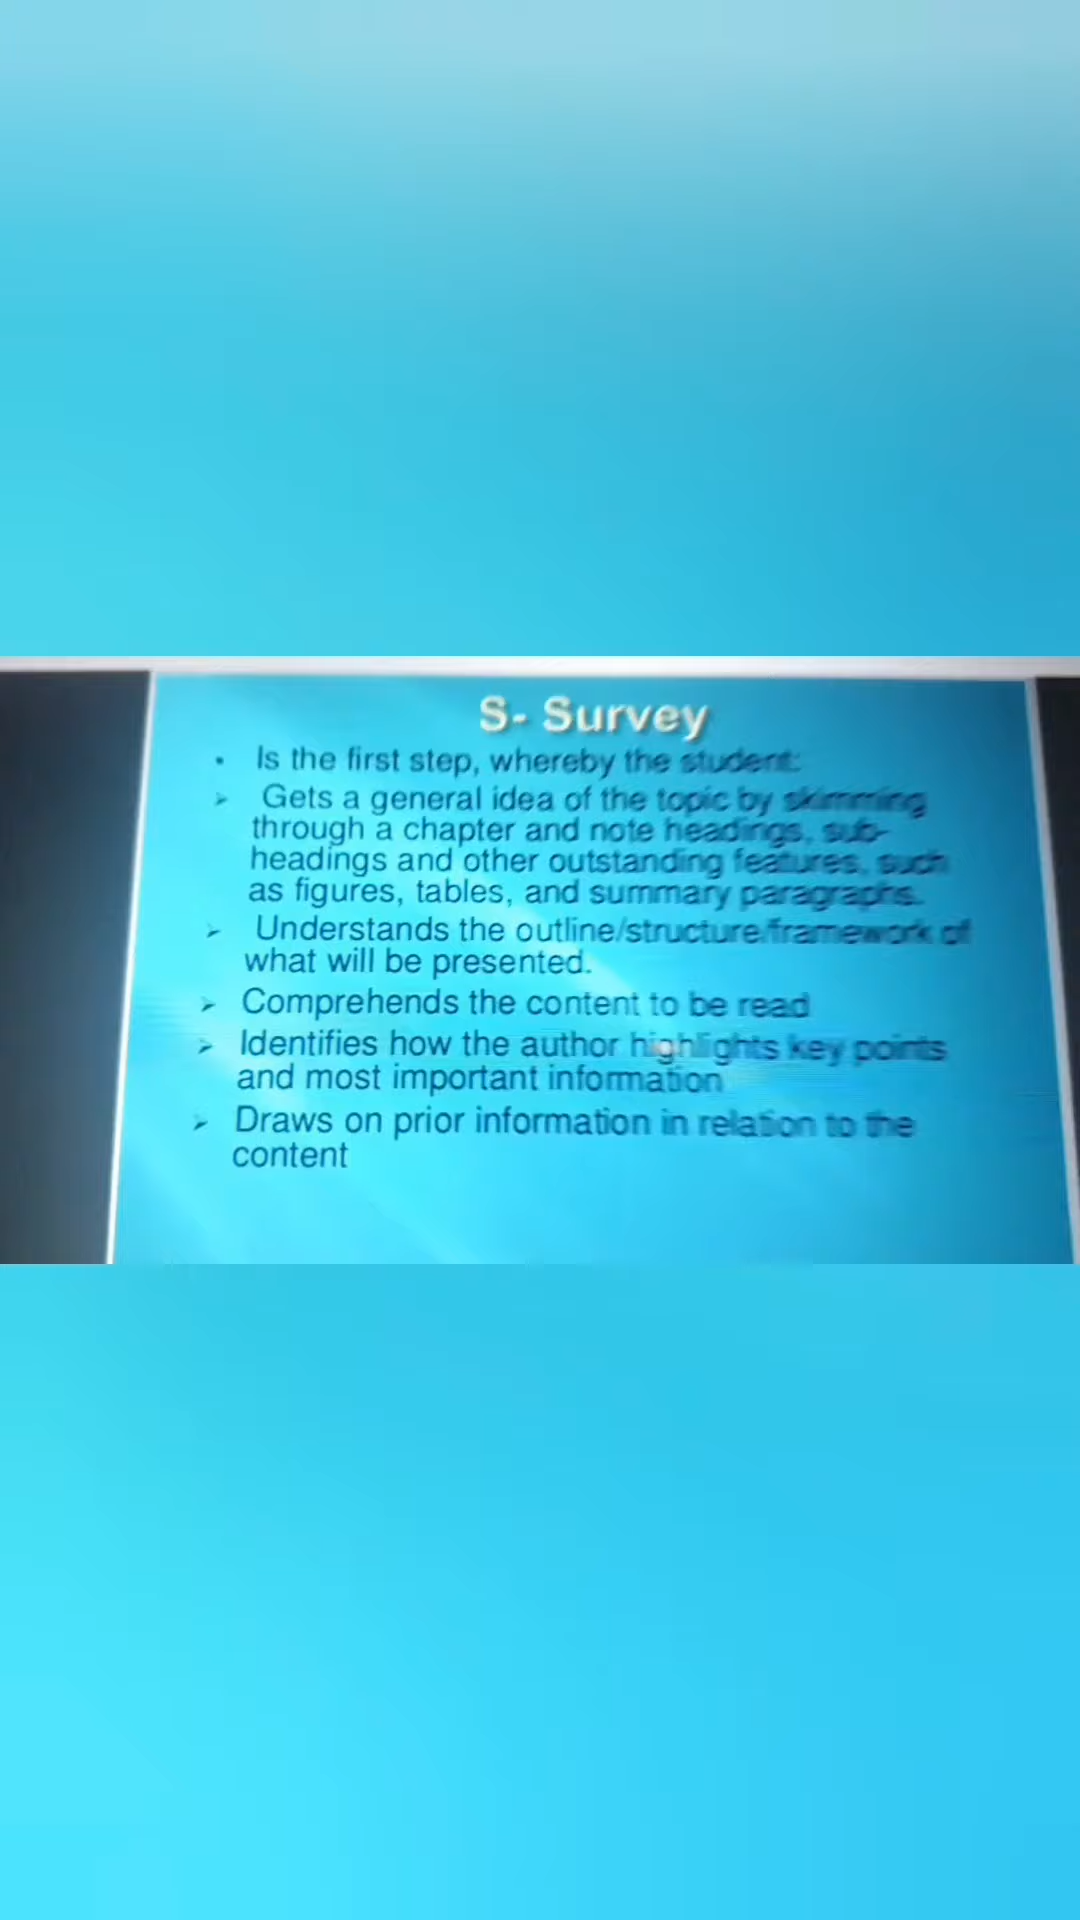 S- Survey
• Is the first step, whereby the student:
➢ Gets a general idea of the topic by skimming
through a chapter and note headings, sub-
headings and other outstanding features, such
as figures, tables, and summary paragraphs.
➢ Understands the outline/structure/framework of
what will be presented.
➢ Comprehends the content to be read
➢ Identifies how the author highlights key points
and most important information
➢ Draws on prior information in relation to the
content